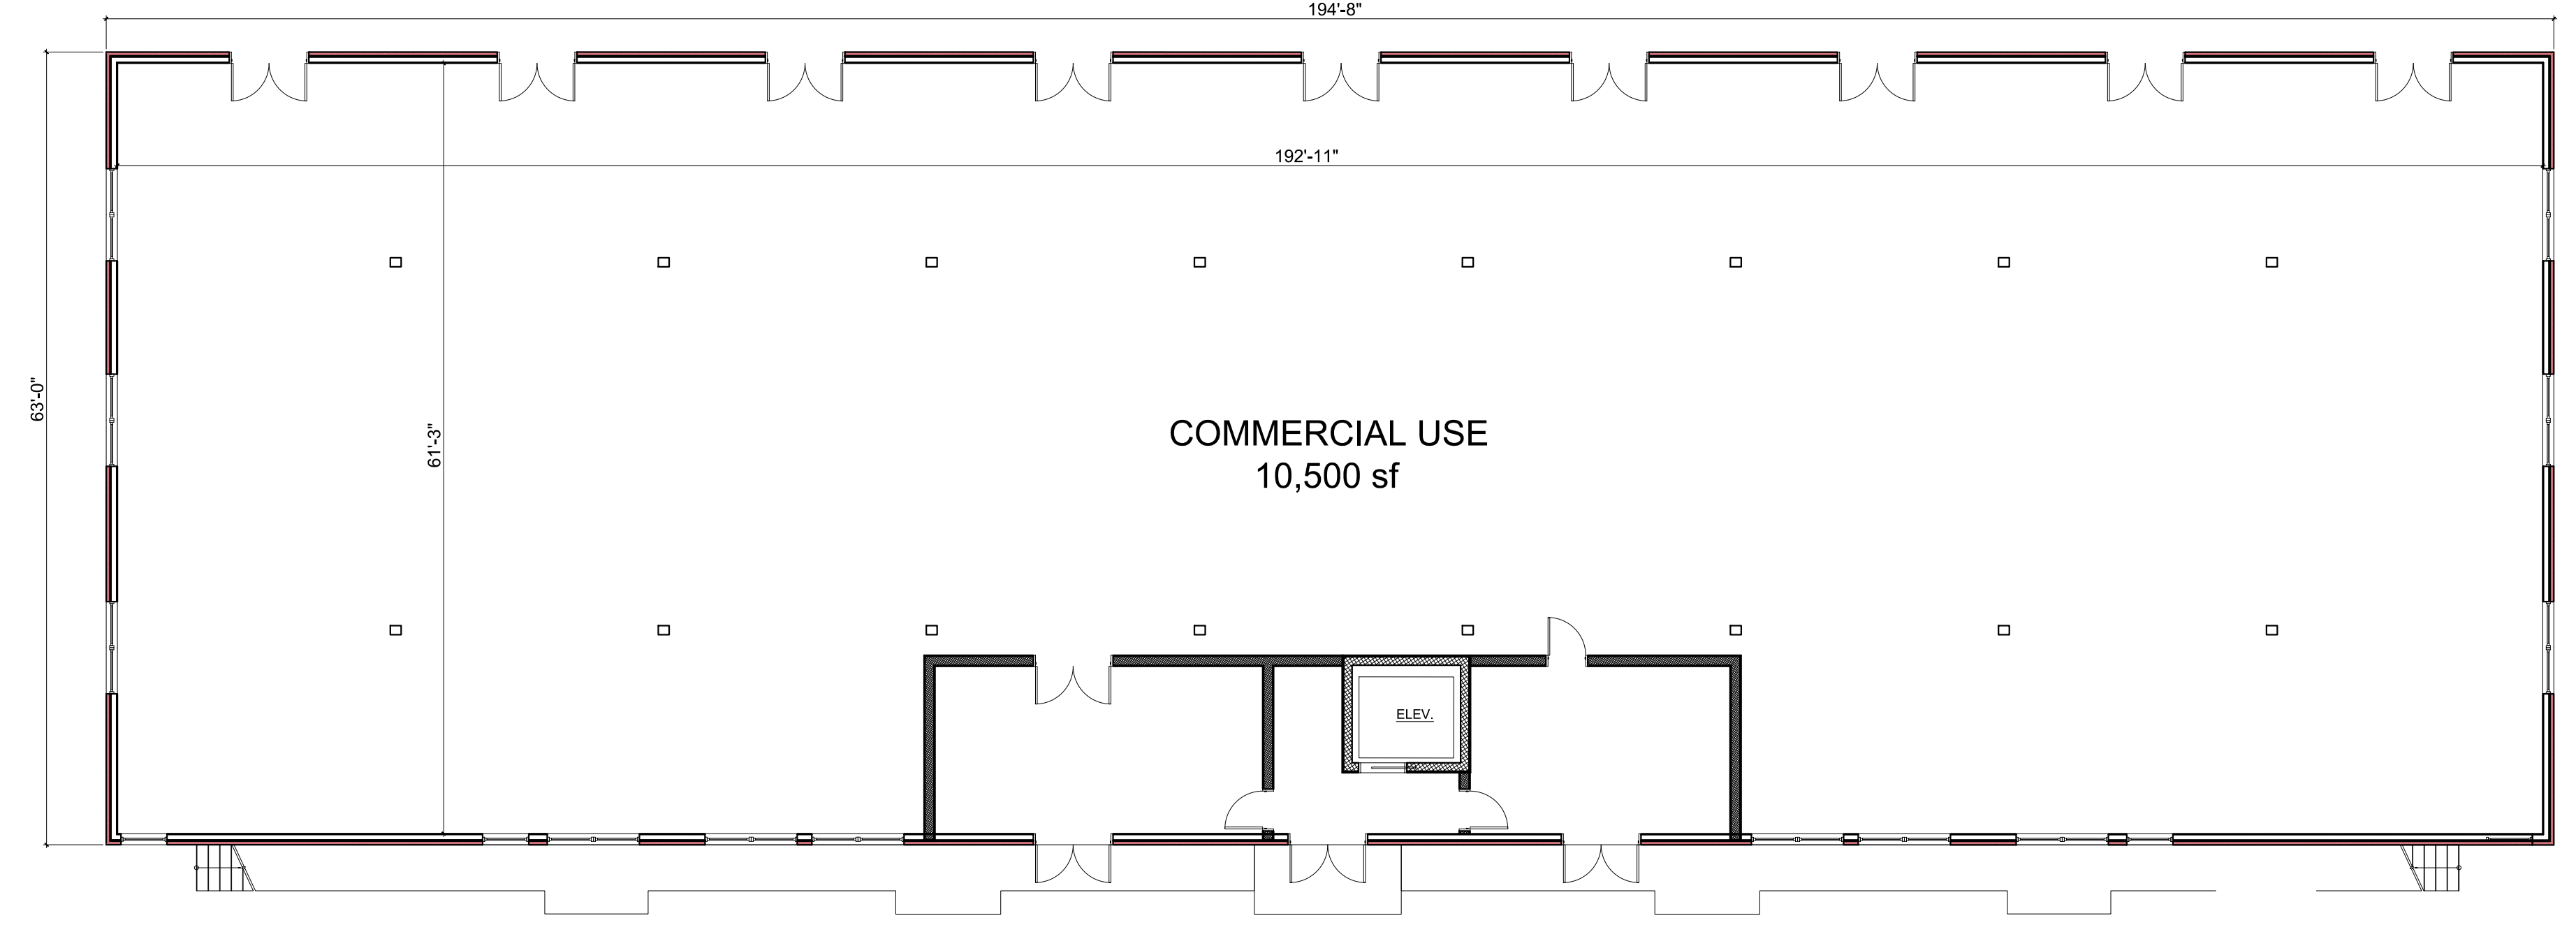 194'-8"
192'-11"
63'-0"
61'-3"
COMMERCIAL USE
10,500 sf
ELEV.